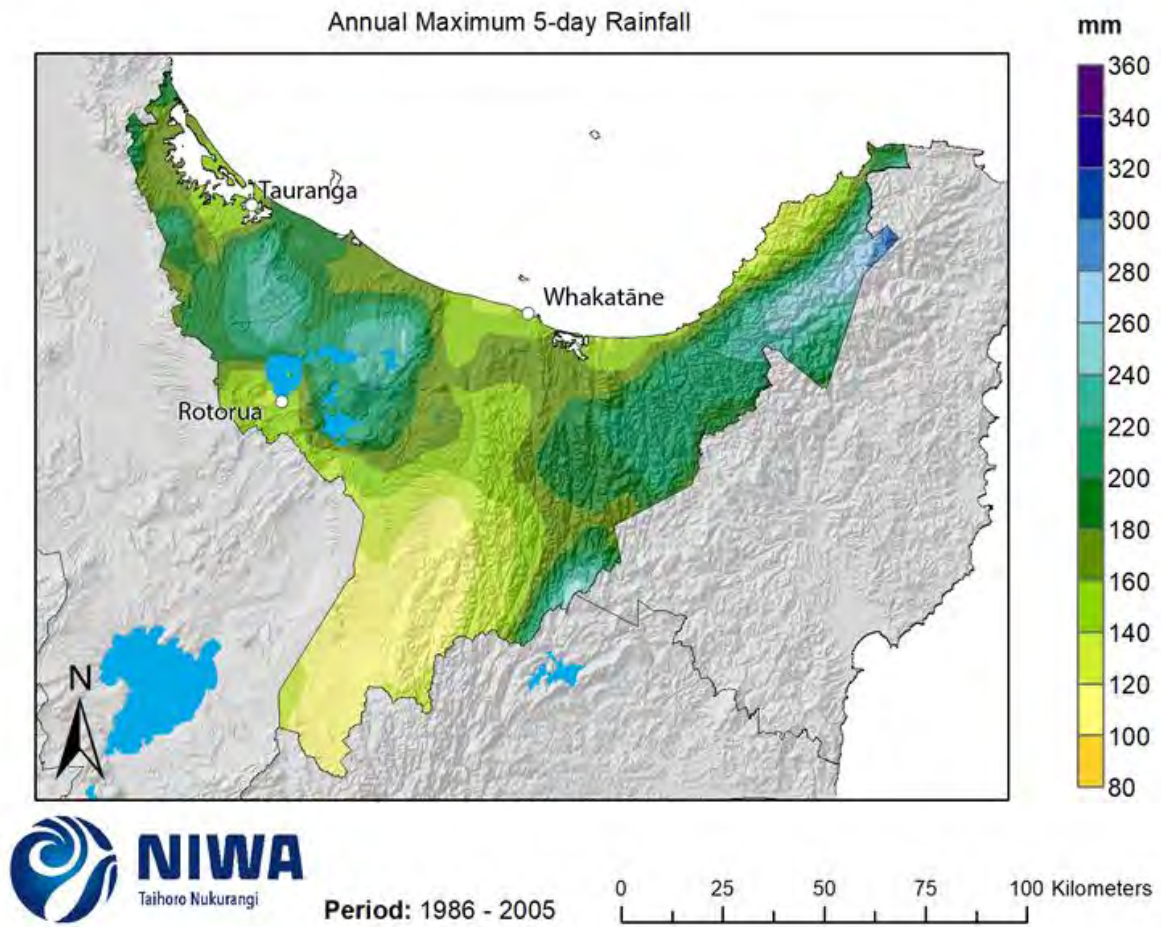 Annual Maximum 5-day Rainfall
mm
360
340
320
300
280
260
240
220
200
180
160
140
120
100
80
Tauranga
Whakatāne
Rotorua
N
NIWA
Taihoro Nukurangi
Period: 1986 - 2005
0 25 50 75 100 Kilometers